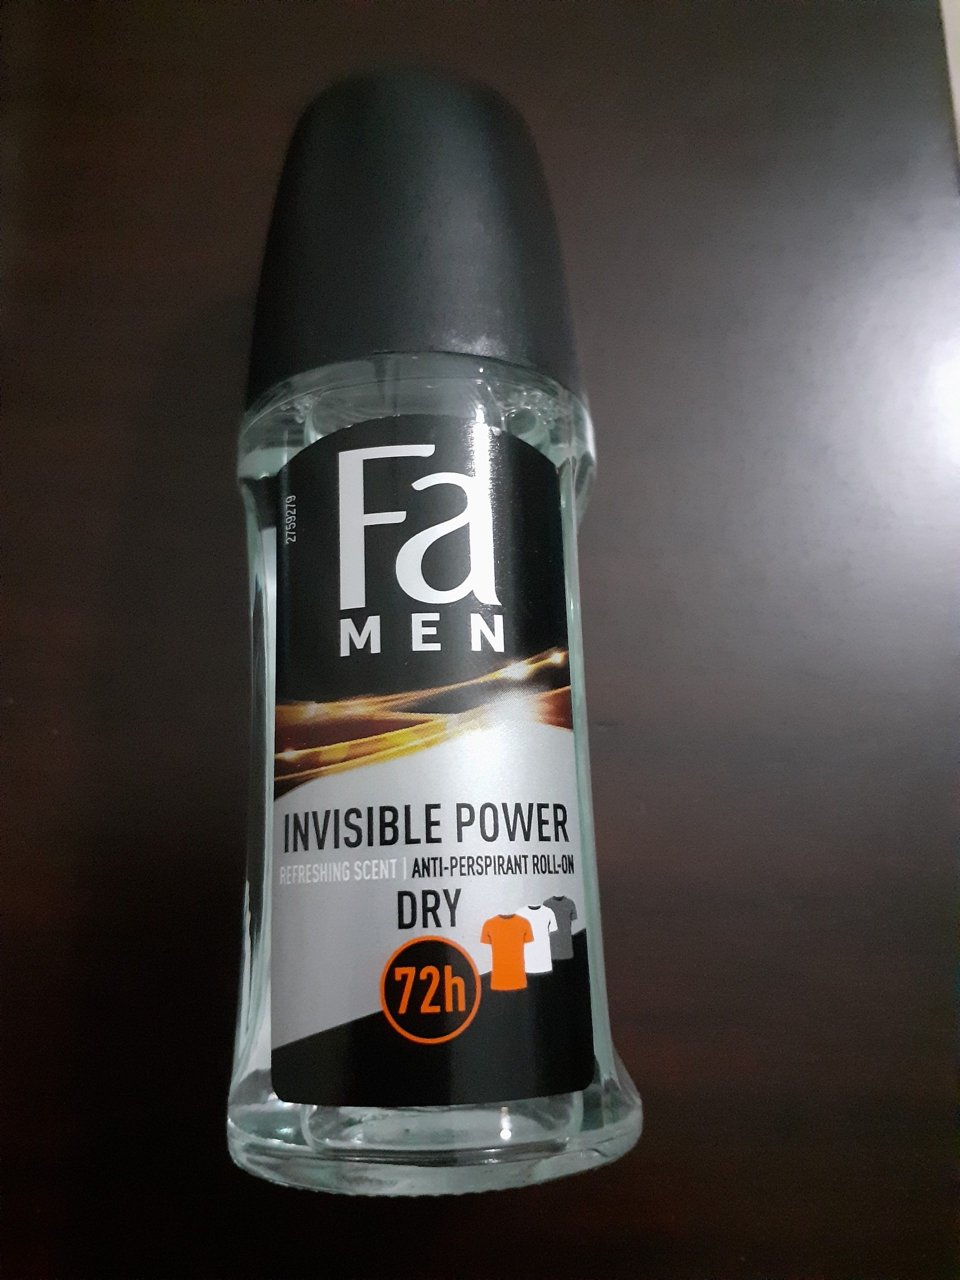 Fa
MEN
2759279
INVISIBLE POWER
REFRESHING SCENT | ANTI-PERSPIRANT ROLL-ON
DRY
72h